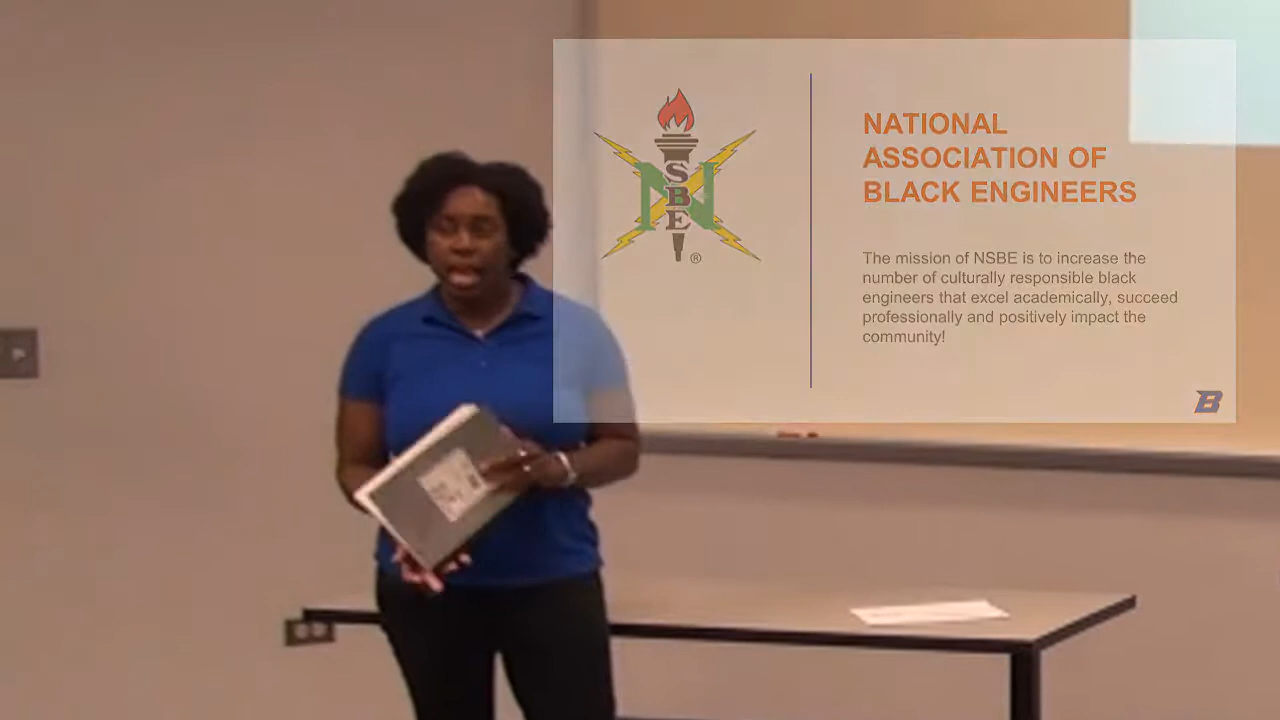 N
S
B
E
®
NATIONAL
ASSOCIATION OF
BLACK ENGINEERS
The mission of NSBE is to increase the
number of culturally responsible black
engineers that excel academically, succeed
professionally and positively impact the
community!
B